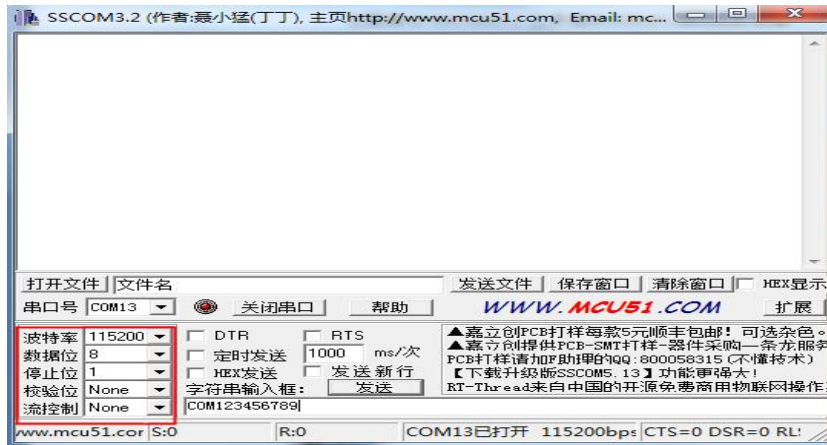 SSCOM3.2 (作者:聂小猛(丁丁), 主页http://www.mcu51.com, Email: mc...
打开文件 文件名 发送文件 保存窗口 清除窗口 HEX显示
串口号 COM13 关闭串口 帮助 WWW.MCU51.COM 扩展
波特率 115200 DTR RTS
数据位 8 定时发送 1000 ms/次
停止位 1 HEX发送 发送新行
校验位 None 字符串输入框: 发送
流控制 None COM123456789
▲嘉立创PCB打样每款5元顺丰包邮! 可选杂色。
▲嘉立创提供PCB-SMT打样-器件采购一条龙服务
PCB打样请加F助理的QQ:800058315(不懂技术)
【下载升级版SSCOM5.13】功能更强大!
RT-Thread来自中国的开源免费商用物联网操作
www.mcu51.cor S:0 R:0 COM13已打开 115200bps CTS=0 DSR=0 RL